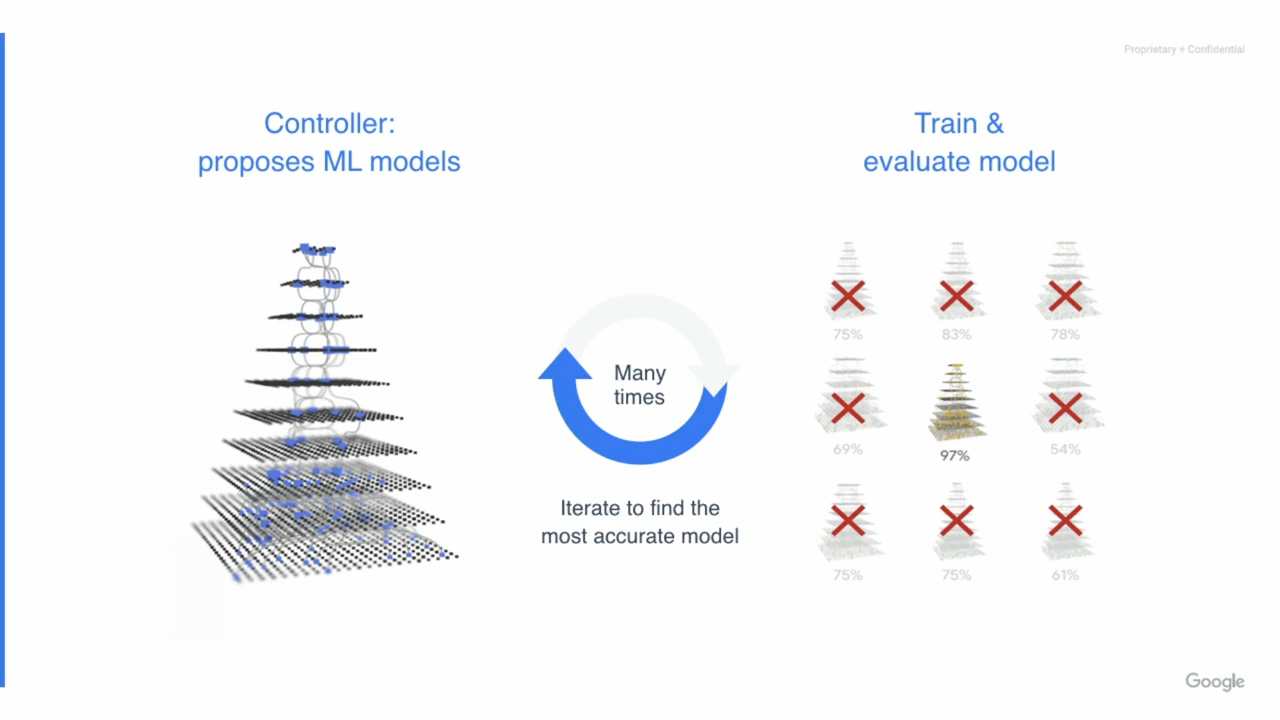 Proprietary + Confidential
Controller:
proposes ML models
Train &
evaluate model
Many
times
Iterate to find the
most accurate model
75%
83%
78%
69%
97%
54%
75%
75%
61%
Google